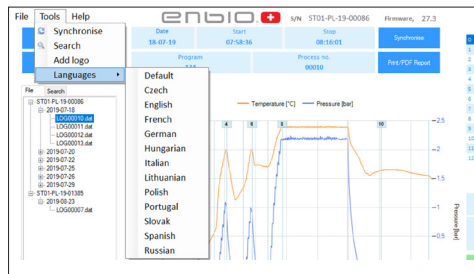 File Tools Help
enbio
S/N ST01-PL-19-00086 Firmware, 27.3
Synchronise
Search
Add logo
Languages
Default
Czech
English
French
German
Hungarian
Italian
Lithuanian
Polish
Portugal
Slovak
Spanish
Russian
Date
18-07-19
Start
07:58:36
Stop
08:16:01
Synchronise
Program
Process no.
00010
Print/PDF Report
File Search
ST01-PL-19-00086
2019-07-18
LOG00010.dat
LOG00011.dat
LOG00012.dat
LOG00013.dat
2019-07-20
2019-07-22
2019-07-25
2019-07-26
2019-07-29
ST01-PL-19-01385
2019-08-23
LOG00007.dat
Temperature [°C] Pressure [bar]
4 6 8 10
2.5
2
1.5
1
0.5
Pressure [bar]